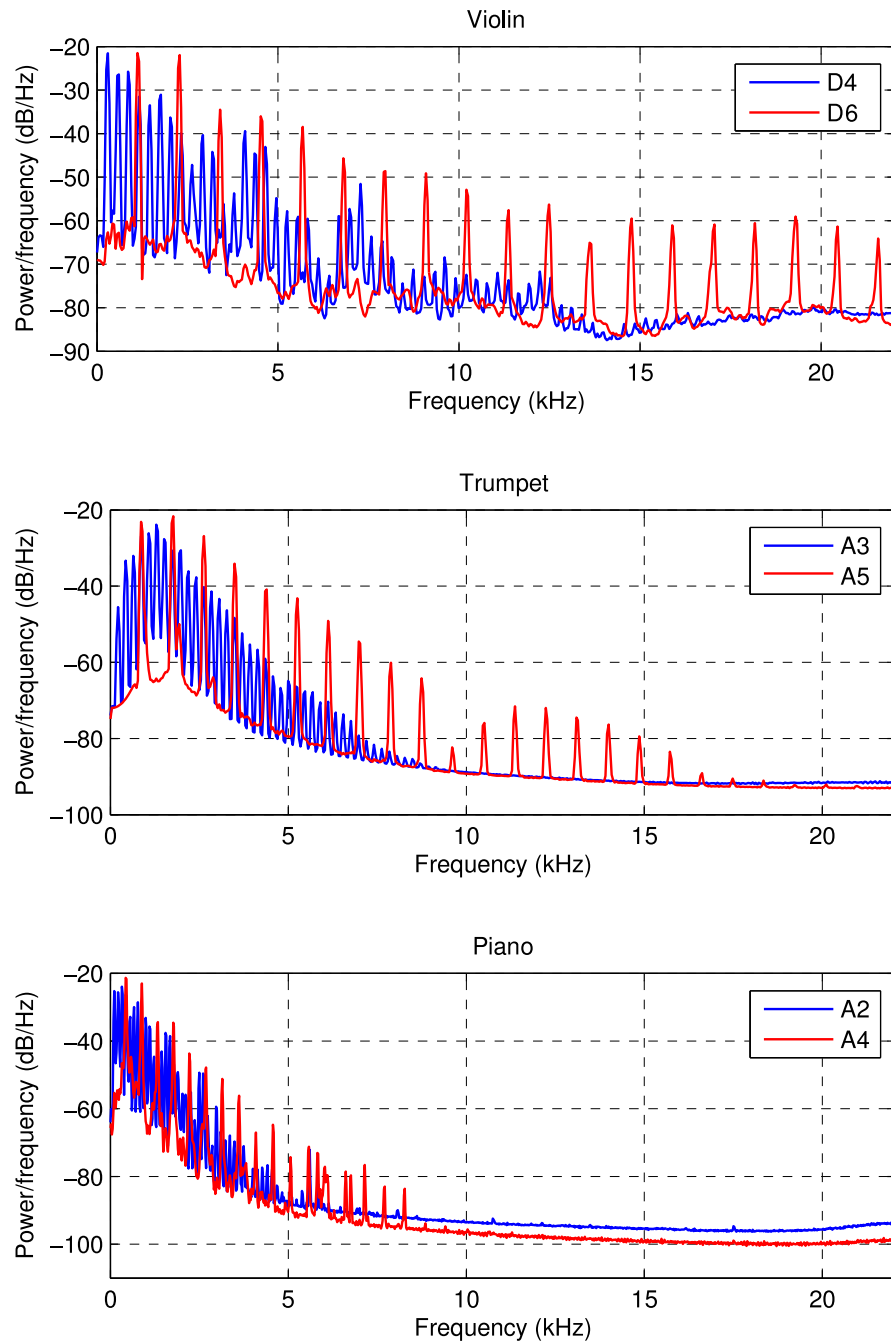 Violin
−20
−30
−40
−50
−60
−70
−80
−90
0 5 10 15 20
Power/frequency (dB/Hz)
Frequency (kHz)
D4
D6
Trumpet
−20
−40
−60
−80
−100
0 5 10 15 20
Power/frequency (dB/Hz)
Frequency (kHz)
A3
A5
Piano
−20
−40
−60
−80
−100
0 5 10 15 20
Power/frequency (dB/Hz)
Frequency (kHz)
A2
A4